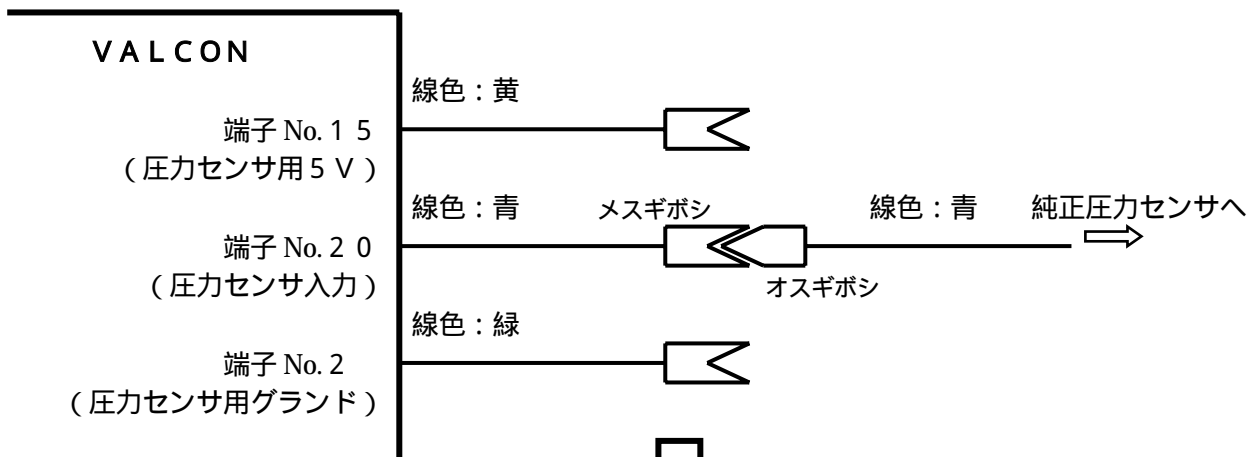 VALCON
線色：黄
端子 No.１５
（圧力センサ用５Ｖ）
線色：青
メスギボシ
線色：青
純正圧力センサへ
端子 No.２０
（圧力センサ入力）
オスギボシ
線色：緑
端子 No.２
（圧力センサ用グランド）